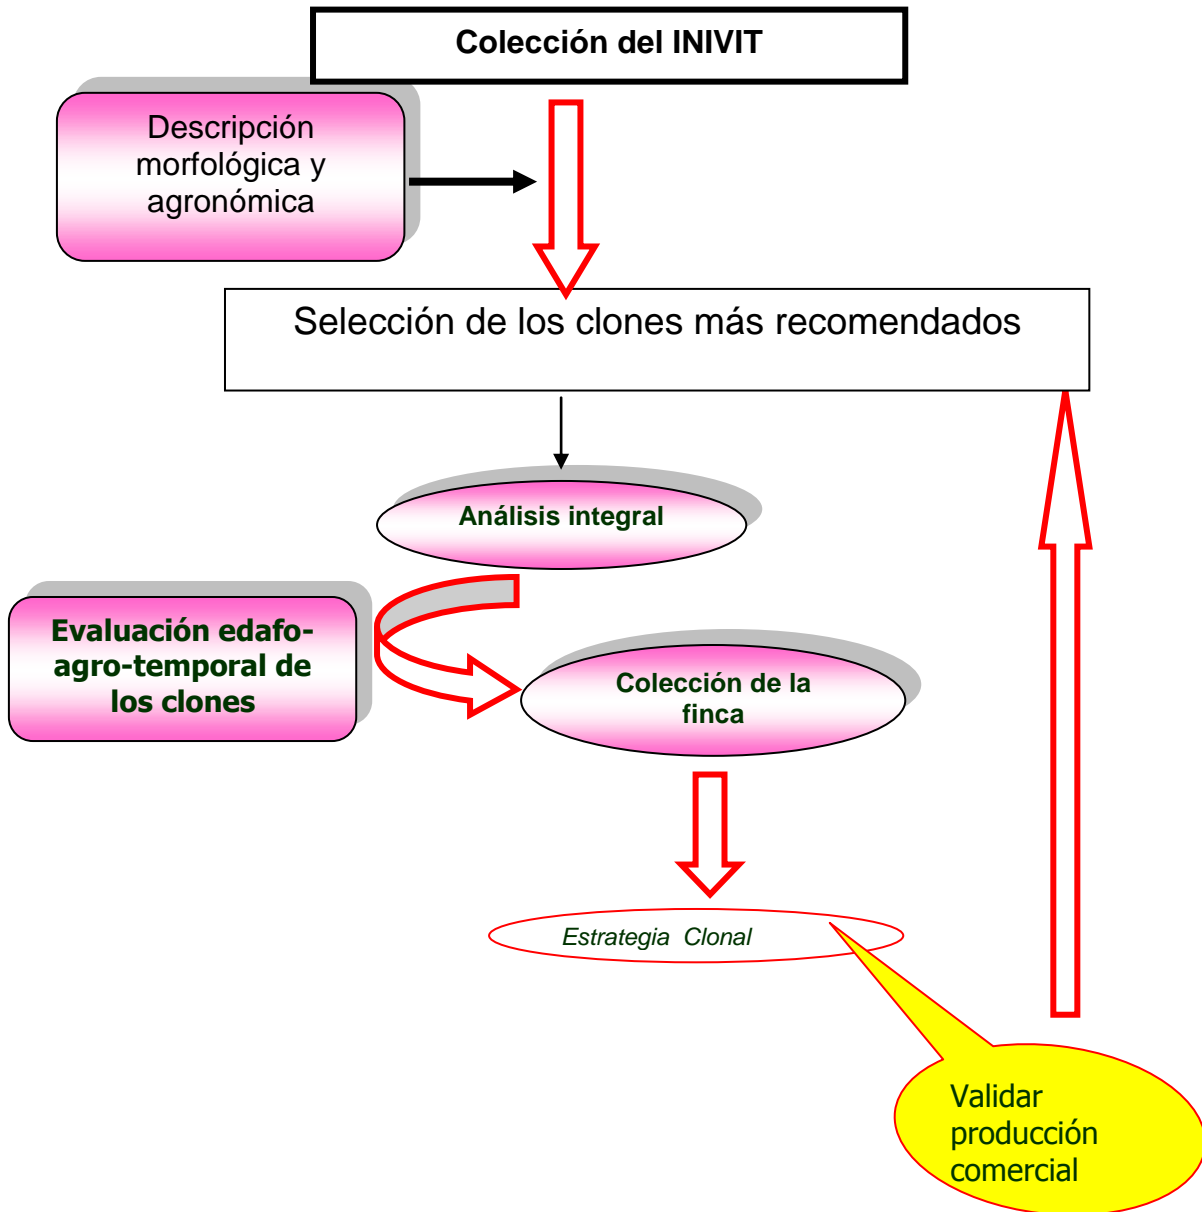 Colección del INIVIT
Descripción
morfológica y
agronómica
Selección de los clones más recomendados
Análisis integral
Evaluación edafo-
agro-temporal de
los clones
Colección de la
finca
Estrategia Clonal
Validar
producción
comercial